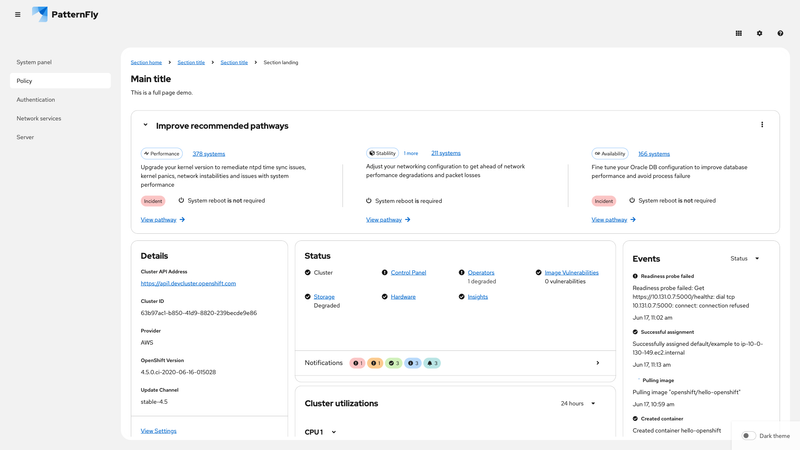 PatternFly
System panel
Policy
Authentication
Network services
Server
Section home
Section title
Section title
Section landing
Main title
This is a full page demo.
Improve recommended pathways
Performance
378 systems
Upgrade your kernel version to remediate ntpd time sync issues,
kernel panics, network instabilities and issues with system
performance
Incident
System reboot is not required
View pathway
Stability
1 more
211 systems
Adjust your networking configuration to get ahead of network
perfomance degradations and packet losses
System reboot is required
View pathway
Availability
166 systems
Fine tune your Oracle DB configuration to improve database
performance and avoid process failure
Incident
System reboot is not required
View pathway
Details
Cluster API Address
https://api1.devcluster.openshift.com
Cluster ID
63b97ac1-b850-41d9-8820-239becde9e86
Provider
AWS
OpenShift Version
4.5.0.ci-2020-06-16-015028
Update Channel
stable-4.5
View Settings
Status
Cluster
Control Panel
Operators
1 degraded
Image Vulnerabilities
0 vulnerabilities
Storage
Degraded
Hardware
Insights
Notifications
1
1
3
3
3
Cluster utilizations
24 hours
CPU 1
Events
Status
Readiness probe failed
Readiness probe failed: Get
https://10.131.0.7:5000/healthz: dial tcp
10.131.0.7:5000: connect: connection refused
Jun 17, 11:02 am
Successful assignment
Successfully assigned default/example to ip-10-0-
130-149.ec2.internal
Jun 17, 11:13 am
Pulling image
Pulling image "openshift/hello-openshift"
Jun 17, 10:59 am
Created container
Created container hello-openshift
Dark theme